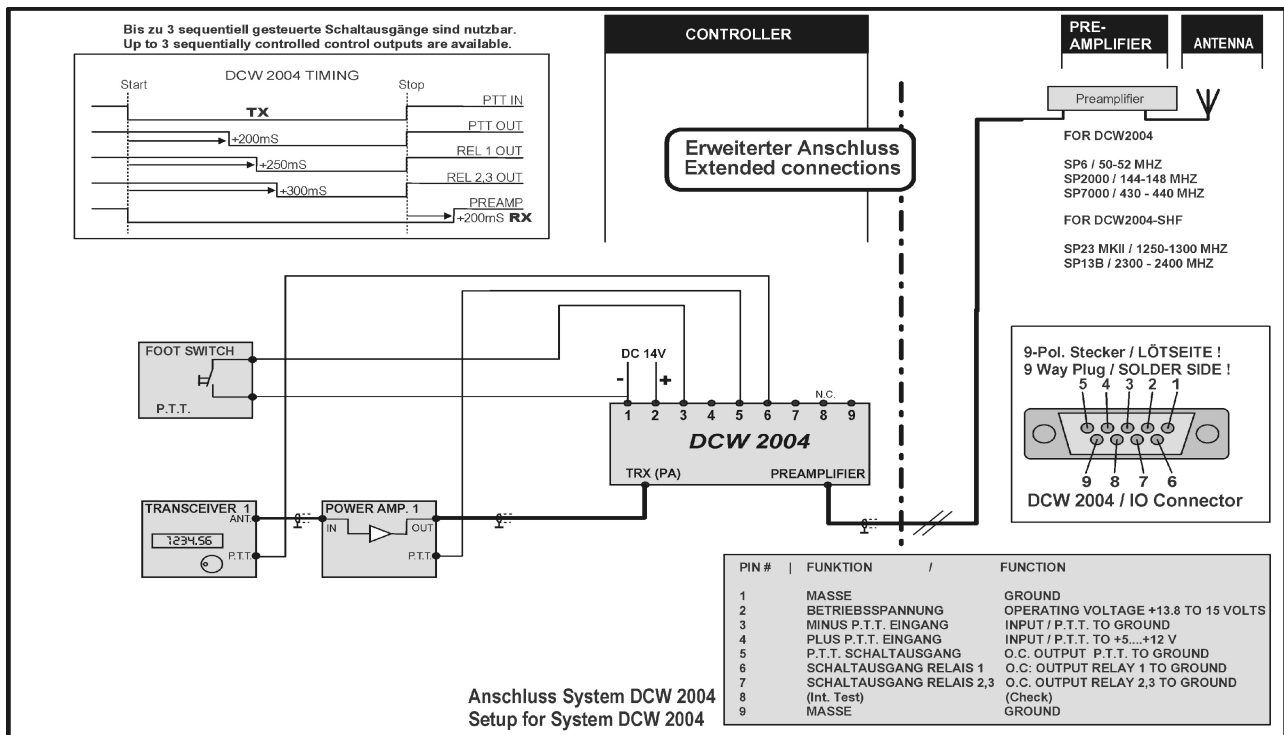 Bis zu 3 sequentiell gesteuerte Schaltausgänge sind nutzbar.
Up to 3 sequentially controlled control outputs are available.
DCW 2004 TIMING
Start
Stop
TX
PTT IN
PTT OUT
+200mS
REL 1 OUT
+250mS
REL 2,3 OUT
+300mS
PREAMP
+200mS RX
CONTROLLER
Erweiterter Anschluss
Extended connections
PRE-
AMPLIFIER
ANTENNA
Preamplifier
FOR DCW2004
SP6 / 50-52 MHZ
SP2000 / 144-148 MHZ
SP7000 / 430 - 440 MHZ
FOR DCW2004-SHF
SP23 MKII / 1250-1300 MHZ
SP13B / 2300 - 2400 MHZ
FOOT SWITCH
P.T.T.
DC 14V
- +
N.C.
1 2 3 4 5 6 7 8 9
DCW 2004
TRX (PA)
PREAMPLIFIER
TRANSCEIVER 1
ANT.
1234.56
P.T.T.
POWER AMP. 1
IN
OUT
P.T.T.
9-Pol. Stecker / LÖTSEITE !
9 Way Plug / SOLDER SIDE !
5 4 3 2 1
9 8 7 6
DCW 2004 / IO Connector
PIN # | FUNKTION / FUNCTION
1 MASSE GROUND
2 BETRIEBSSPANNUNG OPERATING VOLTAGE +13.8 TO 15 VOLTS
3 MINUS P.T.T. EINGANG INPUT / P.T.T. TO GROUND
4 PLUS P.T.T. EINGANG INPUT / P.T.T. TO +5....+12 V
5 P.T.T. SCHALTAUSGANG O.C. OUTPUT P.T.T. TO GROUND
6 SCHALTAUSGANG RELAIS 1 O.C: OUTPUT RELAY 1 TO GROUND
7 SCHALTAUSGANG RELAIS 2,3 O.C. OUTPUT RELAY 2,3 TO GROUND
8 (Int. Test) (Check)
9 MASSE GROUND
Anschluss System DCW 2004
Setup for System DCW 2004